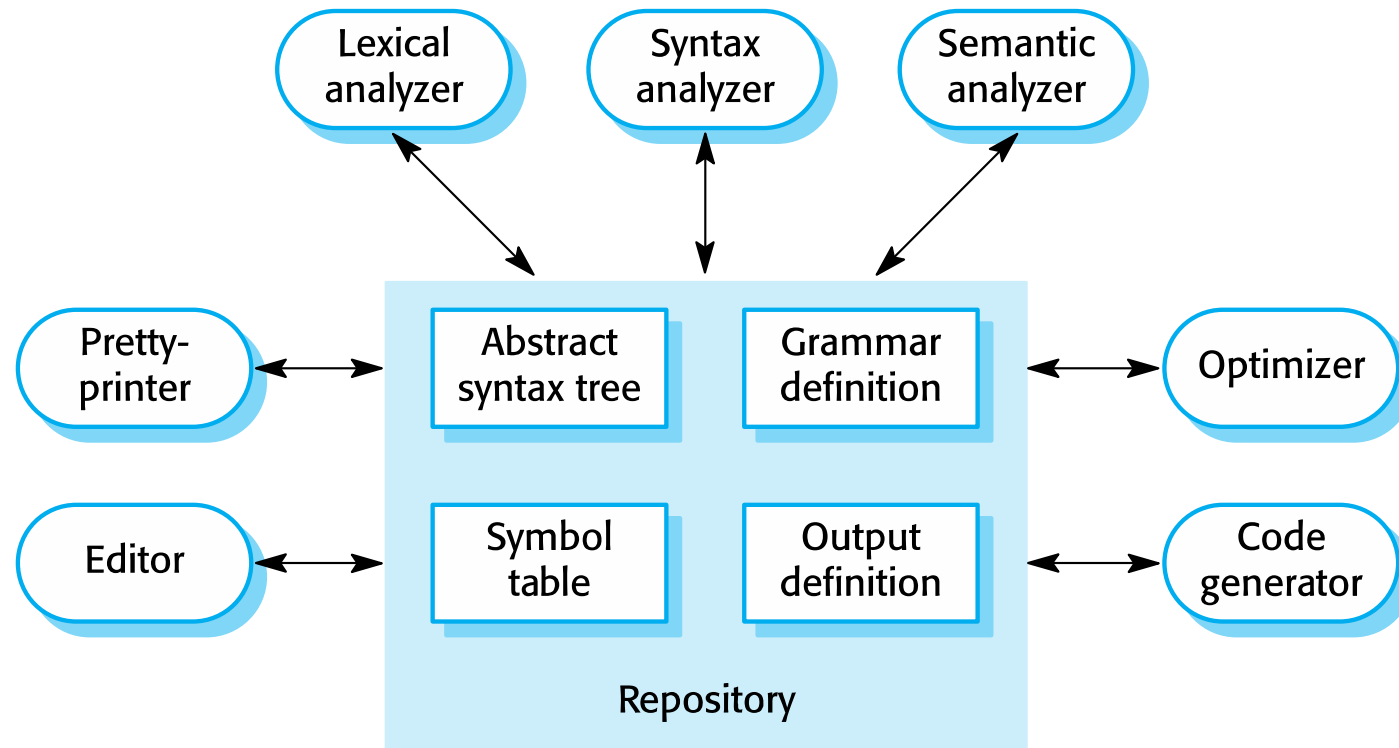 Lexical
analyzer
Syntax
analyzer
Semantic
analyzer
Pretty-
printer
Abstract
syntax tree
Grammar
definition
Optimizer
Editor
Symbol
table
Output
definition
Code
generator
Repository